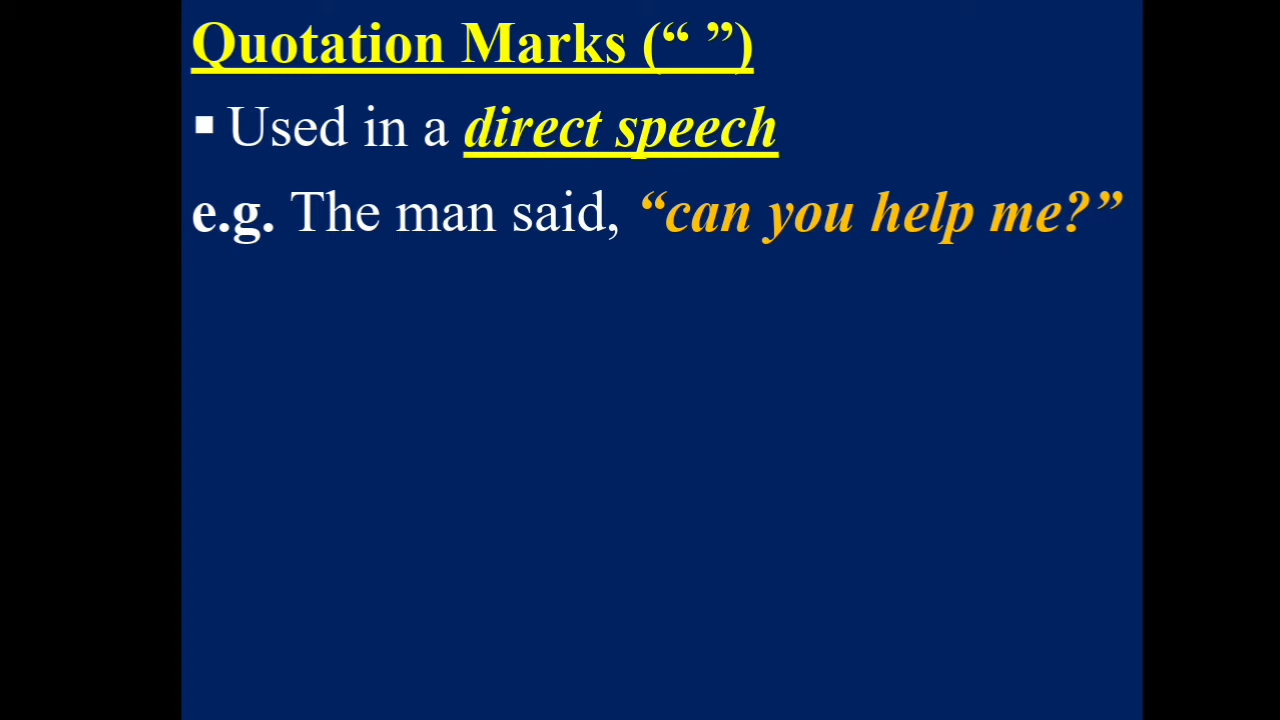 Quotation Marks (“ ”)
▪ Used in a direct speech
e.g. The man said, “can you help me?”